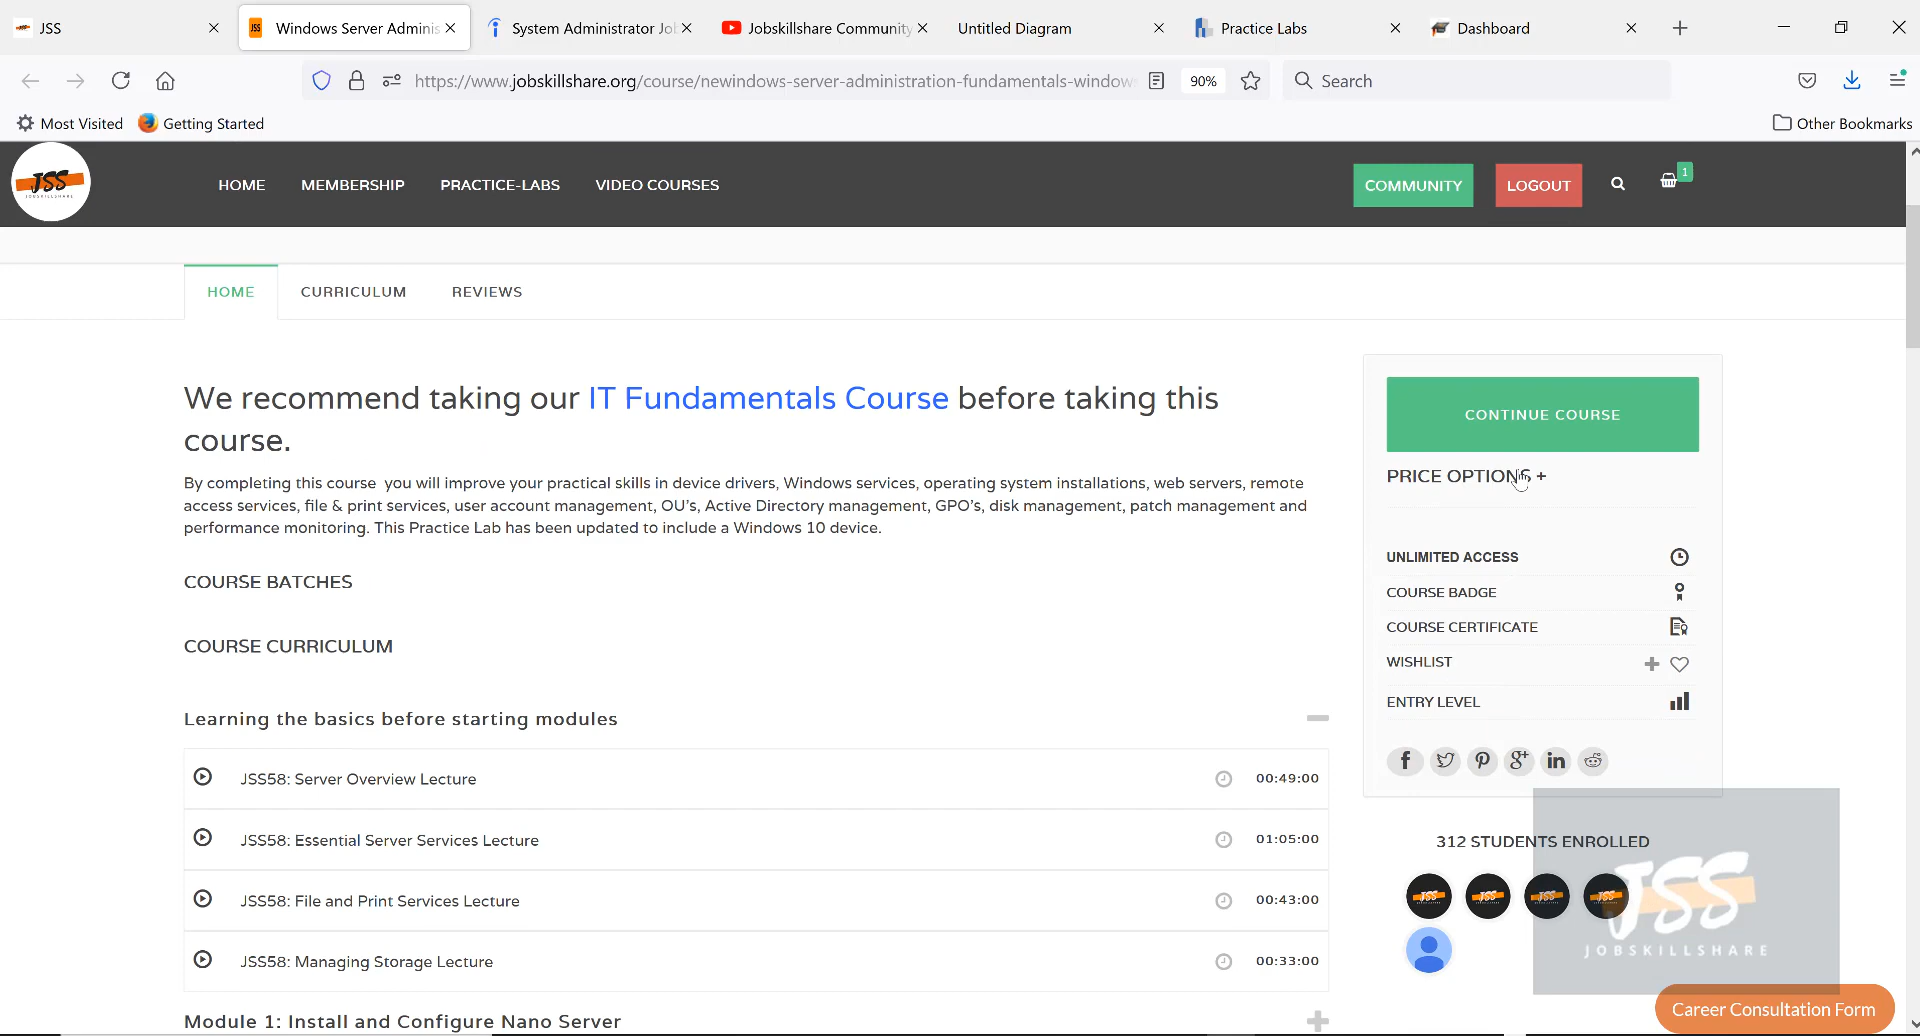 JSS
Windows Server Adminis
System Administrator Jo
Jobskillshare Community
Untitled Diagram
Practice Labs
Dashboard
https://www.jobskillshare.org/course/newindows-server-administration-fundamentals-window
90%
Search
Most Visited
Getting Started
Other Bookmarks
JSS
JOBSKILLSHARE
HOME
MEMBERSHIP
PRACTICE-LABS
VIDEO COURSES
COMMUNITY
LOGOUT
1
HOME
CURRICULUM
REVIEWS
We recommend taking our IT Fundamentals Course before taking this
course.
By completing this course you will improve your practical skills in device drivers, Windows services, operating system installations, web servers, remote
access services, file & print services, user account management, OU's, Active Directory management, GPO's, disk management, patch management and
performance monitoring. This Practice Lab has been updated to include a Windows 10 device.
COURSE BATCHES
COURSE CURRICULUM
Learning the basics before starting modules
JSS58: Server Overview Lecture 00:49:00
JSS58: Essential Server Services Lecture 01:05:00
JSS58: File and Print Services Lecture 00:43:00
JSS58: Managing Storage Lecture 00:33:00
Module 1: Install and Configure Nano Server
CONTINUE COURSE
PRICE OPTIONS +
UNLIMITED ACCESS
COURSE BADGE
COURSE CERTIFICATE
WISHLIST
ENTRY LEVEL
312 STUDENTS ENROLLED
JSS
JSS
JSS
JSS
JSS
JOBSKILLSHARE
Career Consultation Form